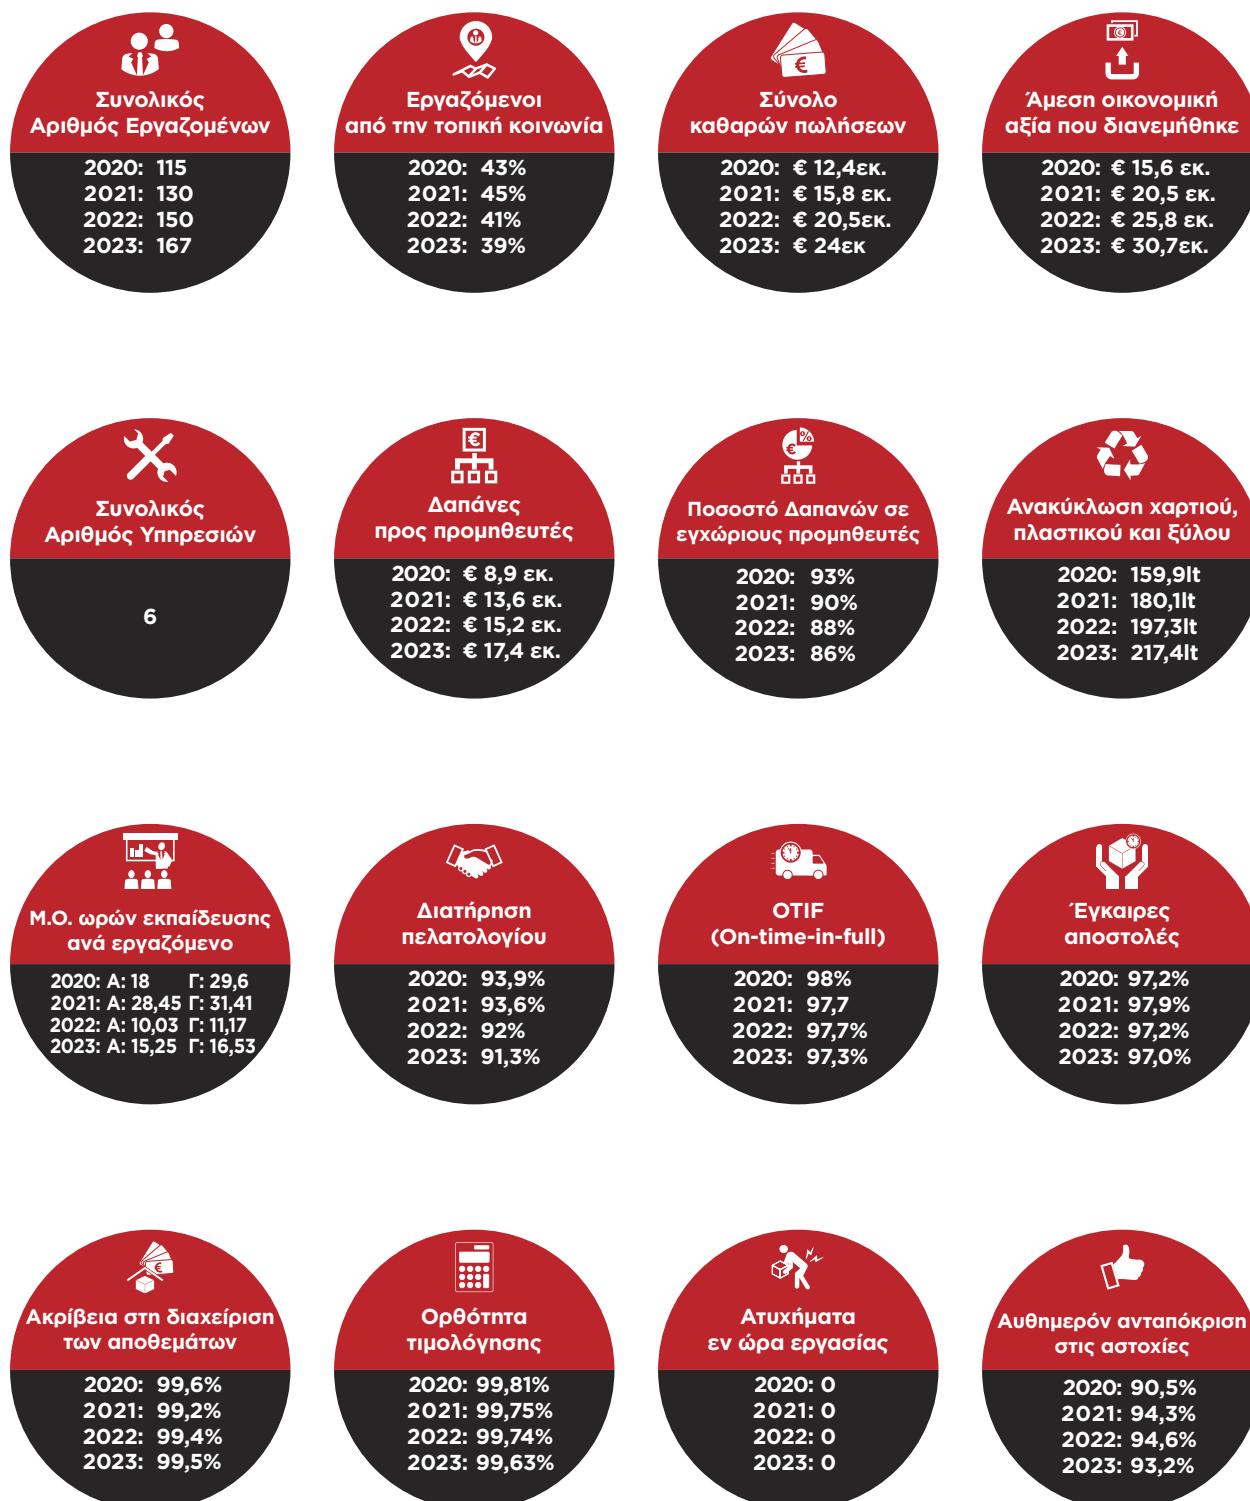 Συνολικός
Αριθμός Εργαζομένων
2020: 115
2021: 130
2022: 150
2023: 167
Εργαζόμενοι
από την τοπική κοινωνία
2020: 43%
2021: 45%
2022: 41%
2023: 39%
Σύνολο
καθαρών πωλήσεων
2020: € 12,4εκ.
2021: € 15,8 εκ.
2022: € 20,5εκ.
2023: € 24εκ
Άμεση οικονομική
αξία που διανεμήθηκε
2020: € 15,6 εκ.
2021: € 20,5 εκ.
2022: € 25,8 εκ.
2023: € 30,7εκ.
Συνολικός
Αριθμός Υπηρεσιών
6
Δαπάνες
προς προμηθευτές
2020: € 8,9 εκ.
2021: € 13,6 εκ.
2022: € 15,2 εκ.
2023: € 17,4 εκ.
Ποσοστό Δαπανών σε
εγχώριους προμηθευτές
2020: 93%
2021: 90%
2022: 88%
2023: 86%
Ανακύκλωση χαρτιού,
πλαστικού και ξύλου
2020: 159,9lt
2021: 180,1lt
2022: 197,3lt
2023: 217,4lt
Μ.Ο. ωρών εκπαίδευσης
ανά εργαζόμενο
2020: Α: 18 Γ: 29,6
2021: Α: 28,45 Γ: 31,41
2022: Α: 10,03 Γ: 11,17
2023: Α: 15,25 Γ: 16,53
Διατήρηση
πελατολογίου
2020: 93,9%
2021: 93,6%
2022: 92%
2023: 91,3%
OTIF
(On-time-in-full)
2020: 98%
2021: 97,7
2022: 97,7%
2023: 97,3%
Έγκαιρες
αποστολές
2020: 97,2%
2021: 97,9%
2022: 97,2%
2023: 97,0%
Ακρίβεια στη διαχείριση
των αποθεμάτων
2020: 99,6%
2021: 99,2%
2022: 99,4%
2023: 99,5%
Ορθότητα
τιμολόγησης
2020: 99,81%
2021: 99,75%
2022: 99,74%
2023: 99,63%
Ατυχήματα
εν ώρα εργασίας
2020: 0
2021: 0
2022: 0
2023: 0
Αυθημερόν ανταπόκριση
στις αστοχίες
2020: 90,5%
2021: 94,3%
2022: 94,6%
2023: 93,2%